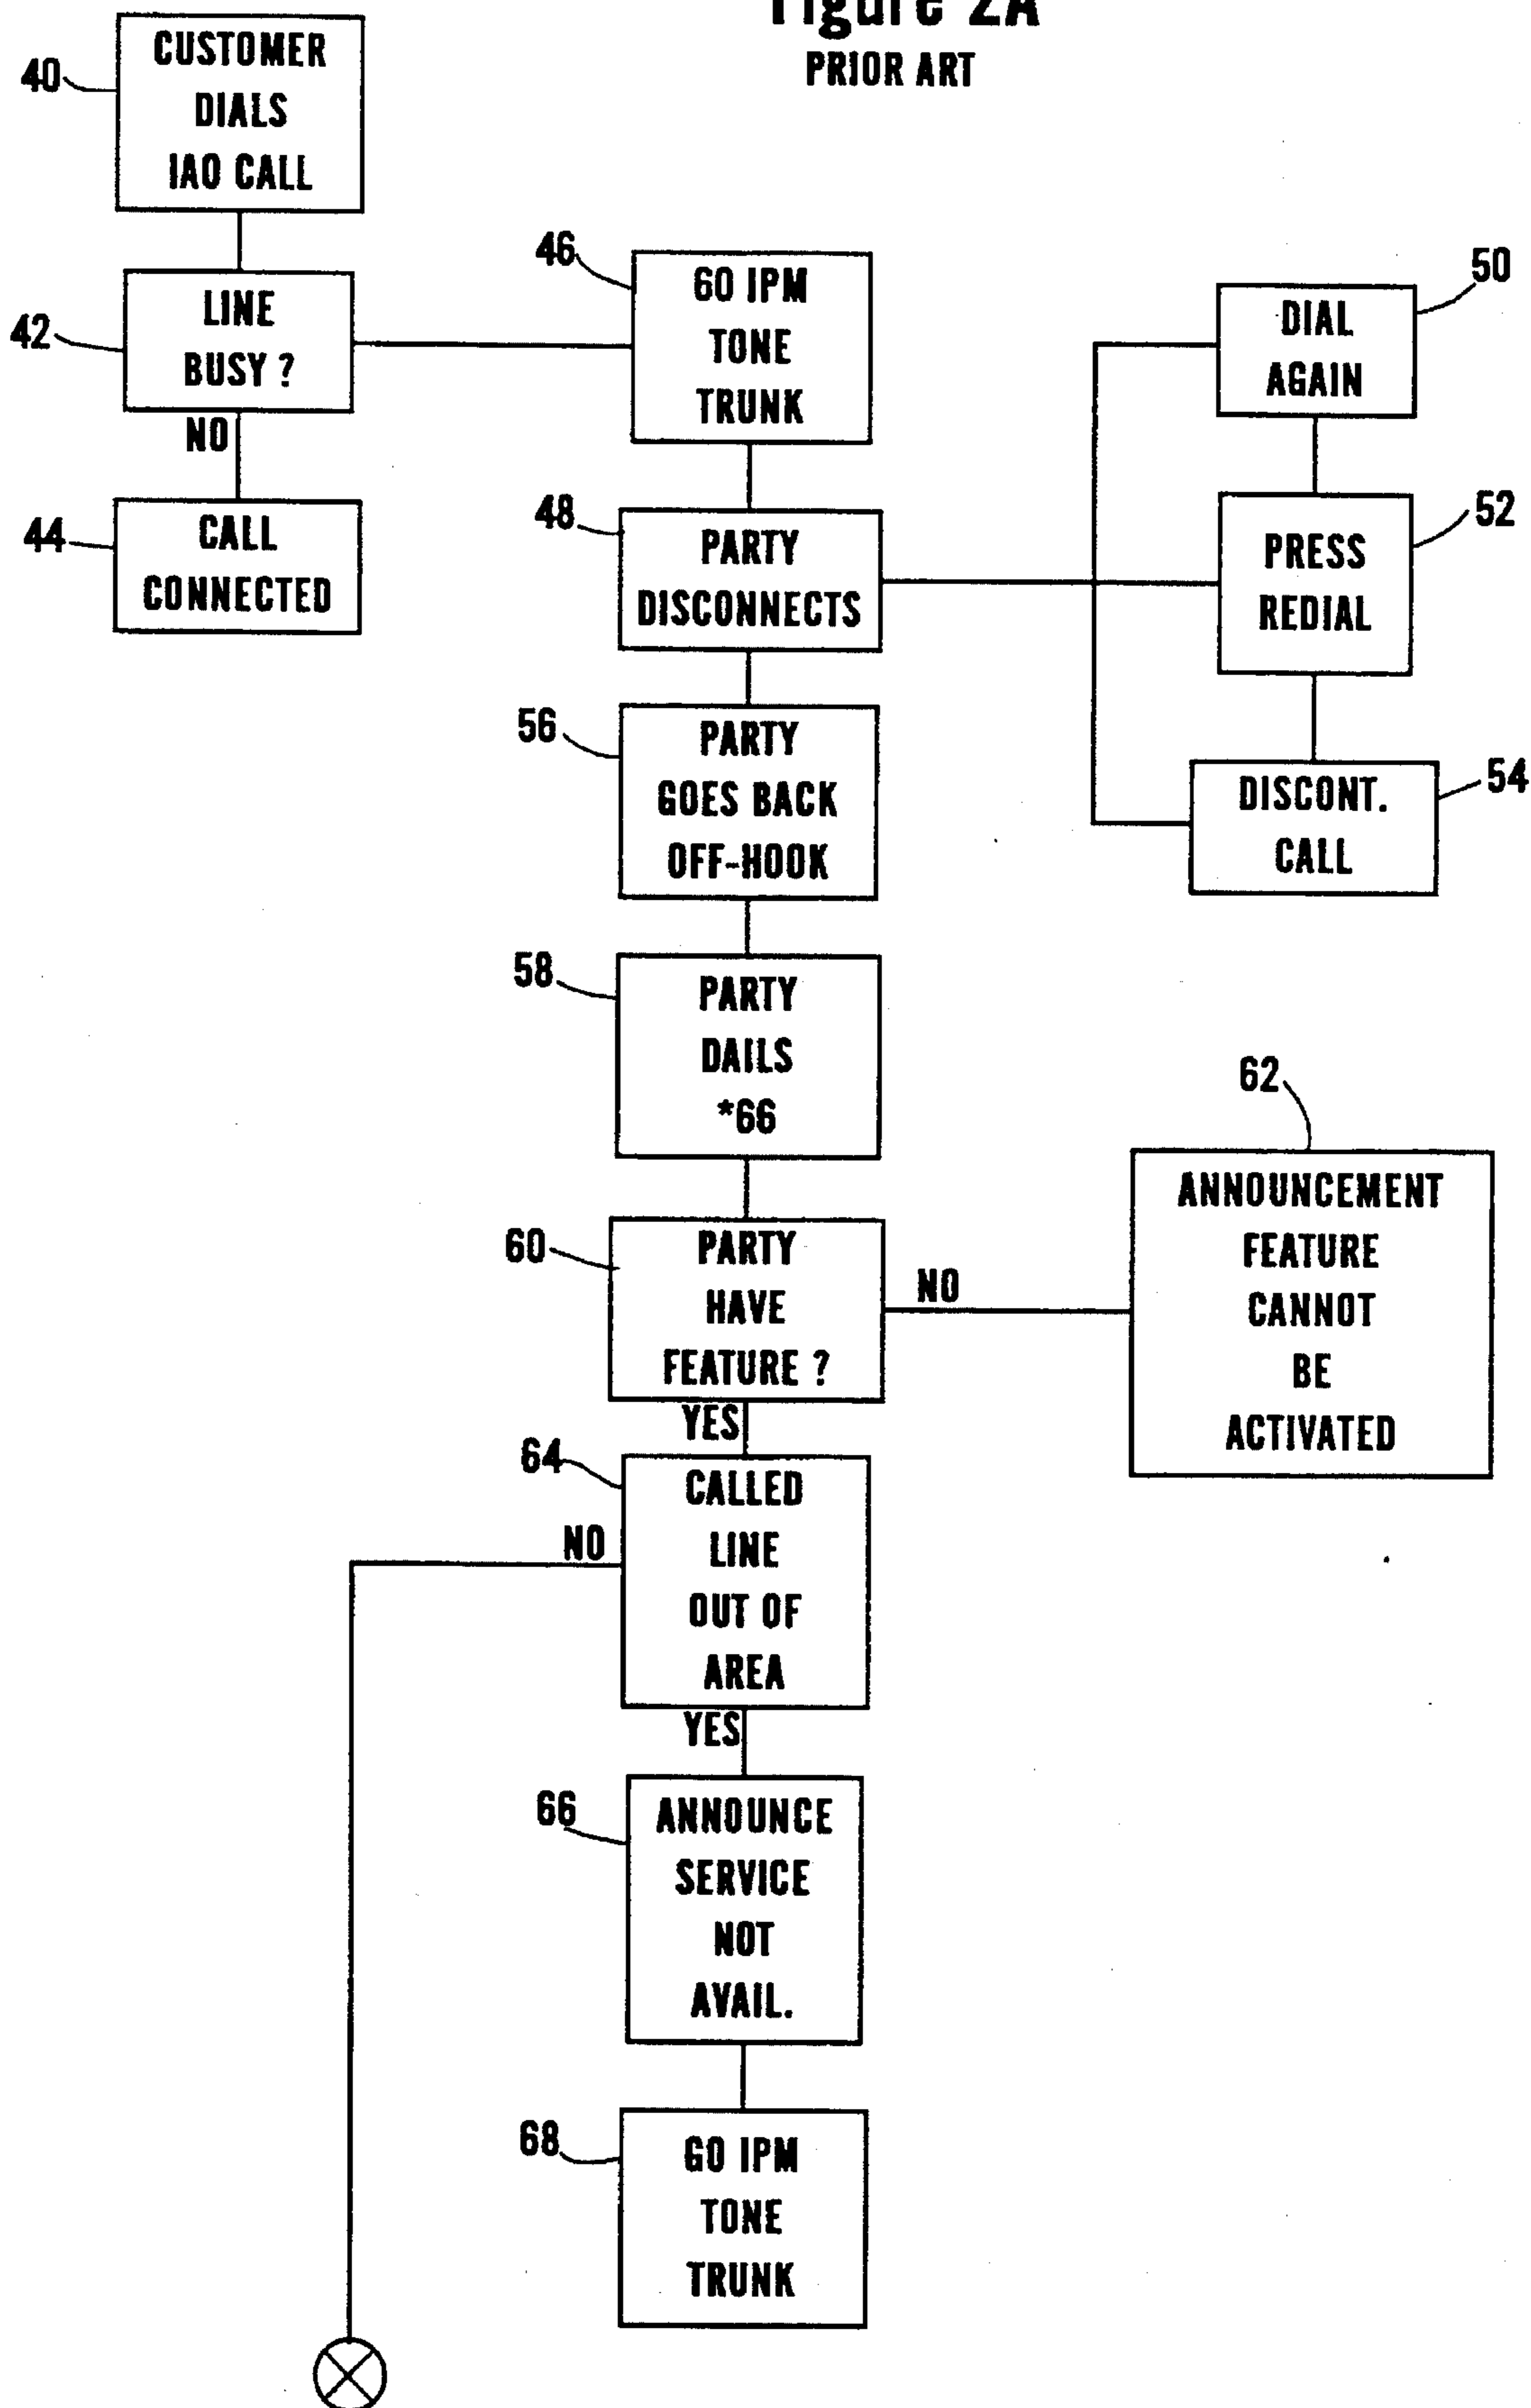 Figure 2A
PRIOR ART
40
CUSTOMER
DIALS
IAO CALL
42
LINE
BUSY ?
NO
44
CALL
CONNECTED
46
60 IPM
TONE
TRUNK
48
PARTY
DISCONNECTS
50
DIAL
AGAIN
52
PRESS
REDIAL
54
DISCONT.
CALL
56
PARTY
GOES BACK
OFF-HOOK
58
PARTY
DAILS
*66
60
PARTY
HAVE
FEATURE ?
NO
62
ANNOUNCEMENT
FEATURE
CANNOT
BE
ACTIVATED
YES
64
CALLED
LINE
OUT OF
AREA
NO
YES
66
ANNOUNCE
SERVICE
NOT
AVAIL.
68
GO IPM
TONE
TRUNK